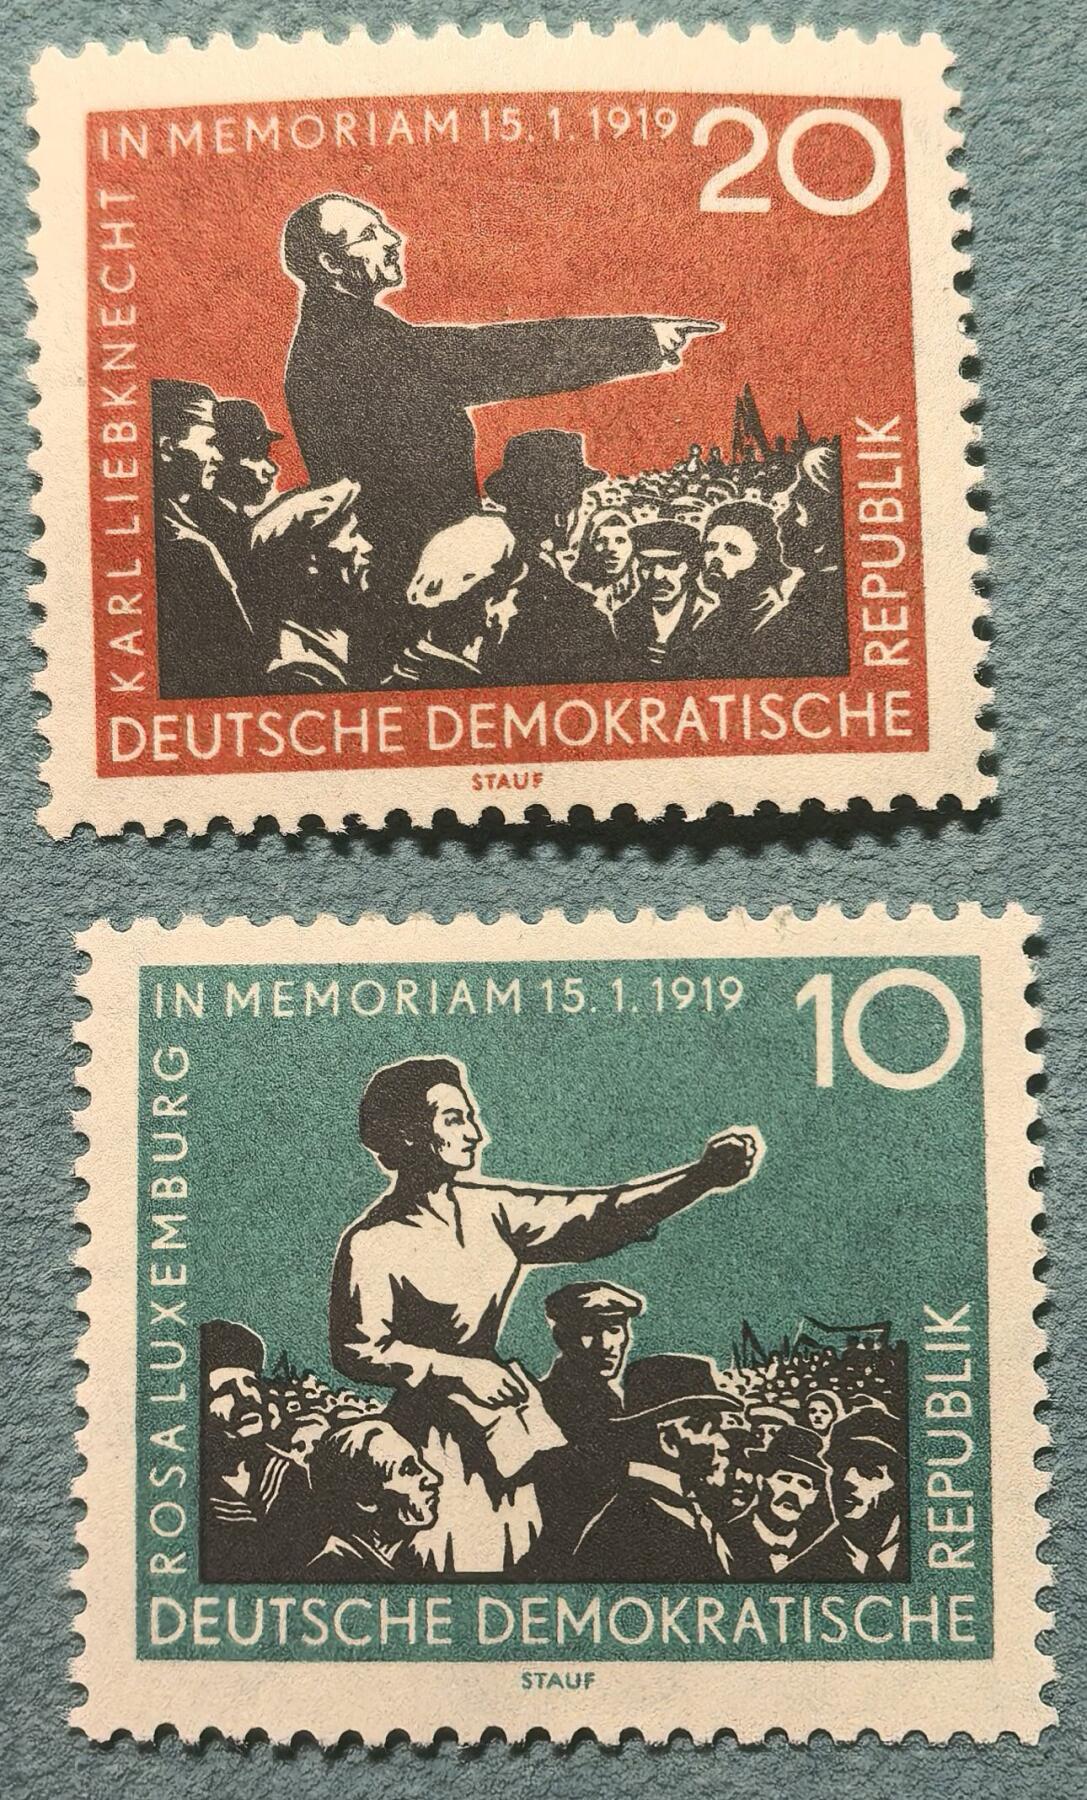 IN MEMORIAM 15. 1. 1919
20
KARL LIEBKNECHT
REPUBLIK
DEUTSCHE DEMOKRATISCHE
STAUF
IN MEMORIAM 15. 1. 1919
10
ROSA LUXEMBURG
REPUBLIK
DEUTSCHE DEMOKRATISCHE
STAUF